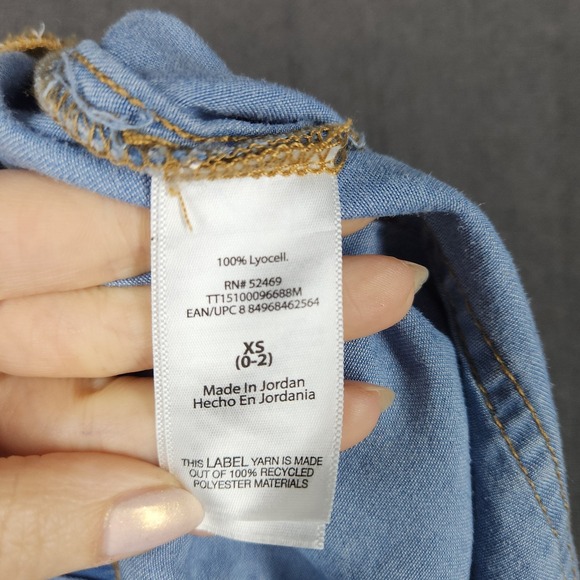 100% Lyocell.
RN# 52469
TT15100096688M
EAN/UPC 8 84968462564
XS
(0-2)
Made In Jordan
Hecho En Jordania
THIS LABEL YARN IS MADE
OUT OF 100% RECYCLED
POLYESTER MATERIALS